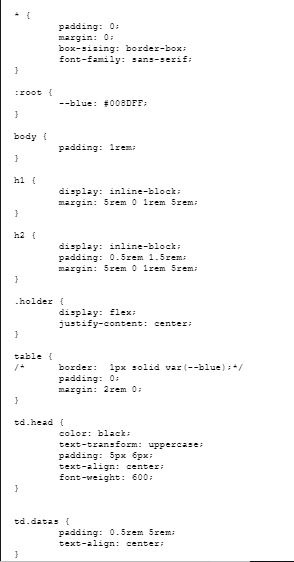 * {
padding: 0;
margin: 0;
box-sizing: border-box;
font-family: sans-serif;
}
:root {
--blue: #008DFF;
}
body {
padding: 1rem;
}
h1 {
display: inline-block;
margin: 5rem 0 1rem 5rem;
}
h2 {
display: inline-block;
padding: 0.5rem 1.5rem;
margin: 5rem 0 1rem 5rem;
}
.holder {
display: flex;
justify-content: center;
}
table {
/* border: 1px solid var(--blue);*/
padding: 0;
margin: 2rem 0;
}
td.head {
color: black;
text-transform: uppercase;
padding: 5px 6px;
text-align: center;
font-weight: 600;
}
td.datas {
padding: 0.5rem 5rem;
text-align: center;
}